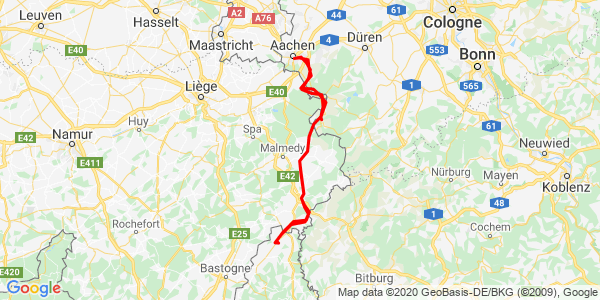 Leuven
Hasselt
A2
A76
Maastricht
Aachen
44
61
Cologne
4
Düren
553
Bonn
E40
Liège
E40
1
565
Huy
Spa
61
Namur
E42
E411
Malmedy
Neuwied
E42
Nürburg
Mayen
Koblenz
48
Rochefort
1
Cochem
E25
Bastogne
Bitburg
E420
Google
Map data ©2020 GeoBasis-DE/BKG (©2009), Google